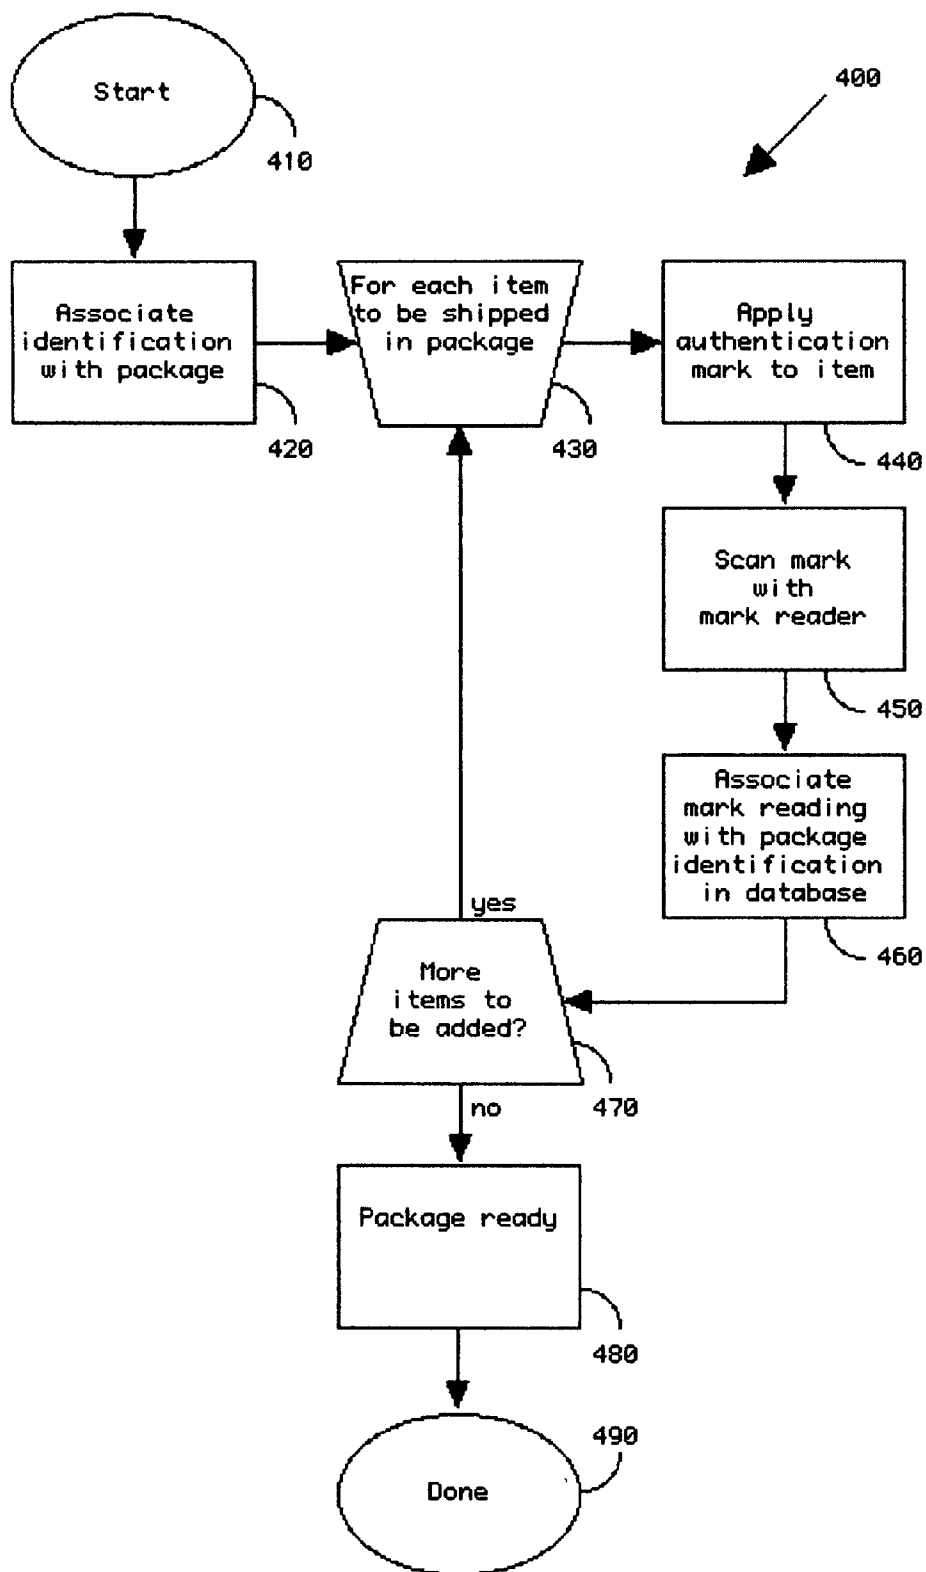 Start
410
400
Associate
identification
with package
420
For each item
to be shipped
in package
430
Apply
authentication
mark to item
440
Scan mark
with
mark reader
450
Associate
mark reading
with package
identification
in database
460
yes
More
items to
be added?
470
no
Package ready
480
490
Done